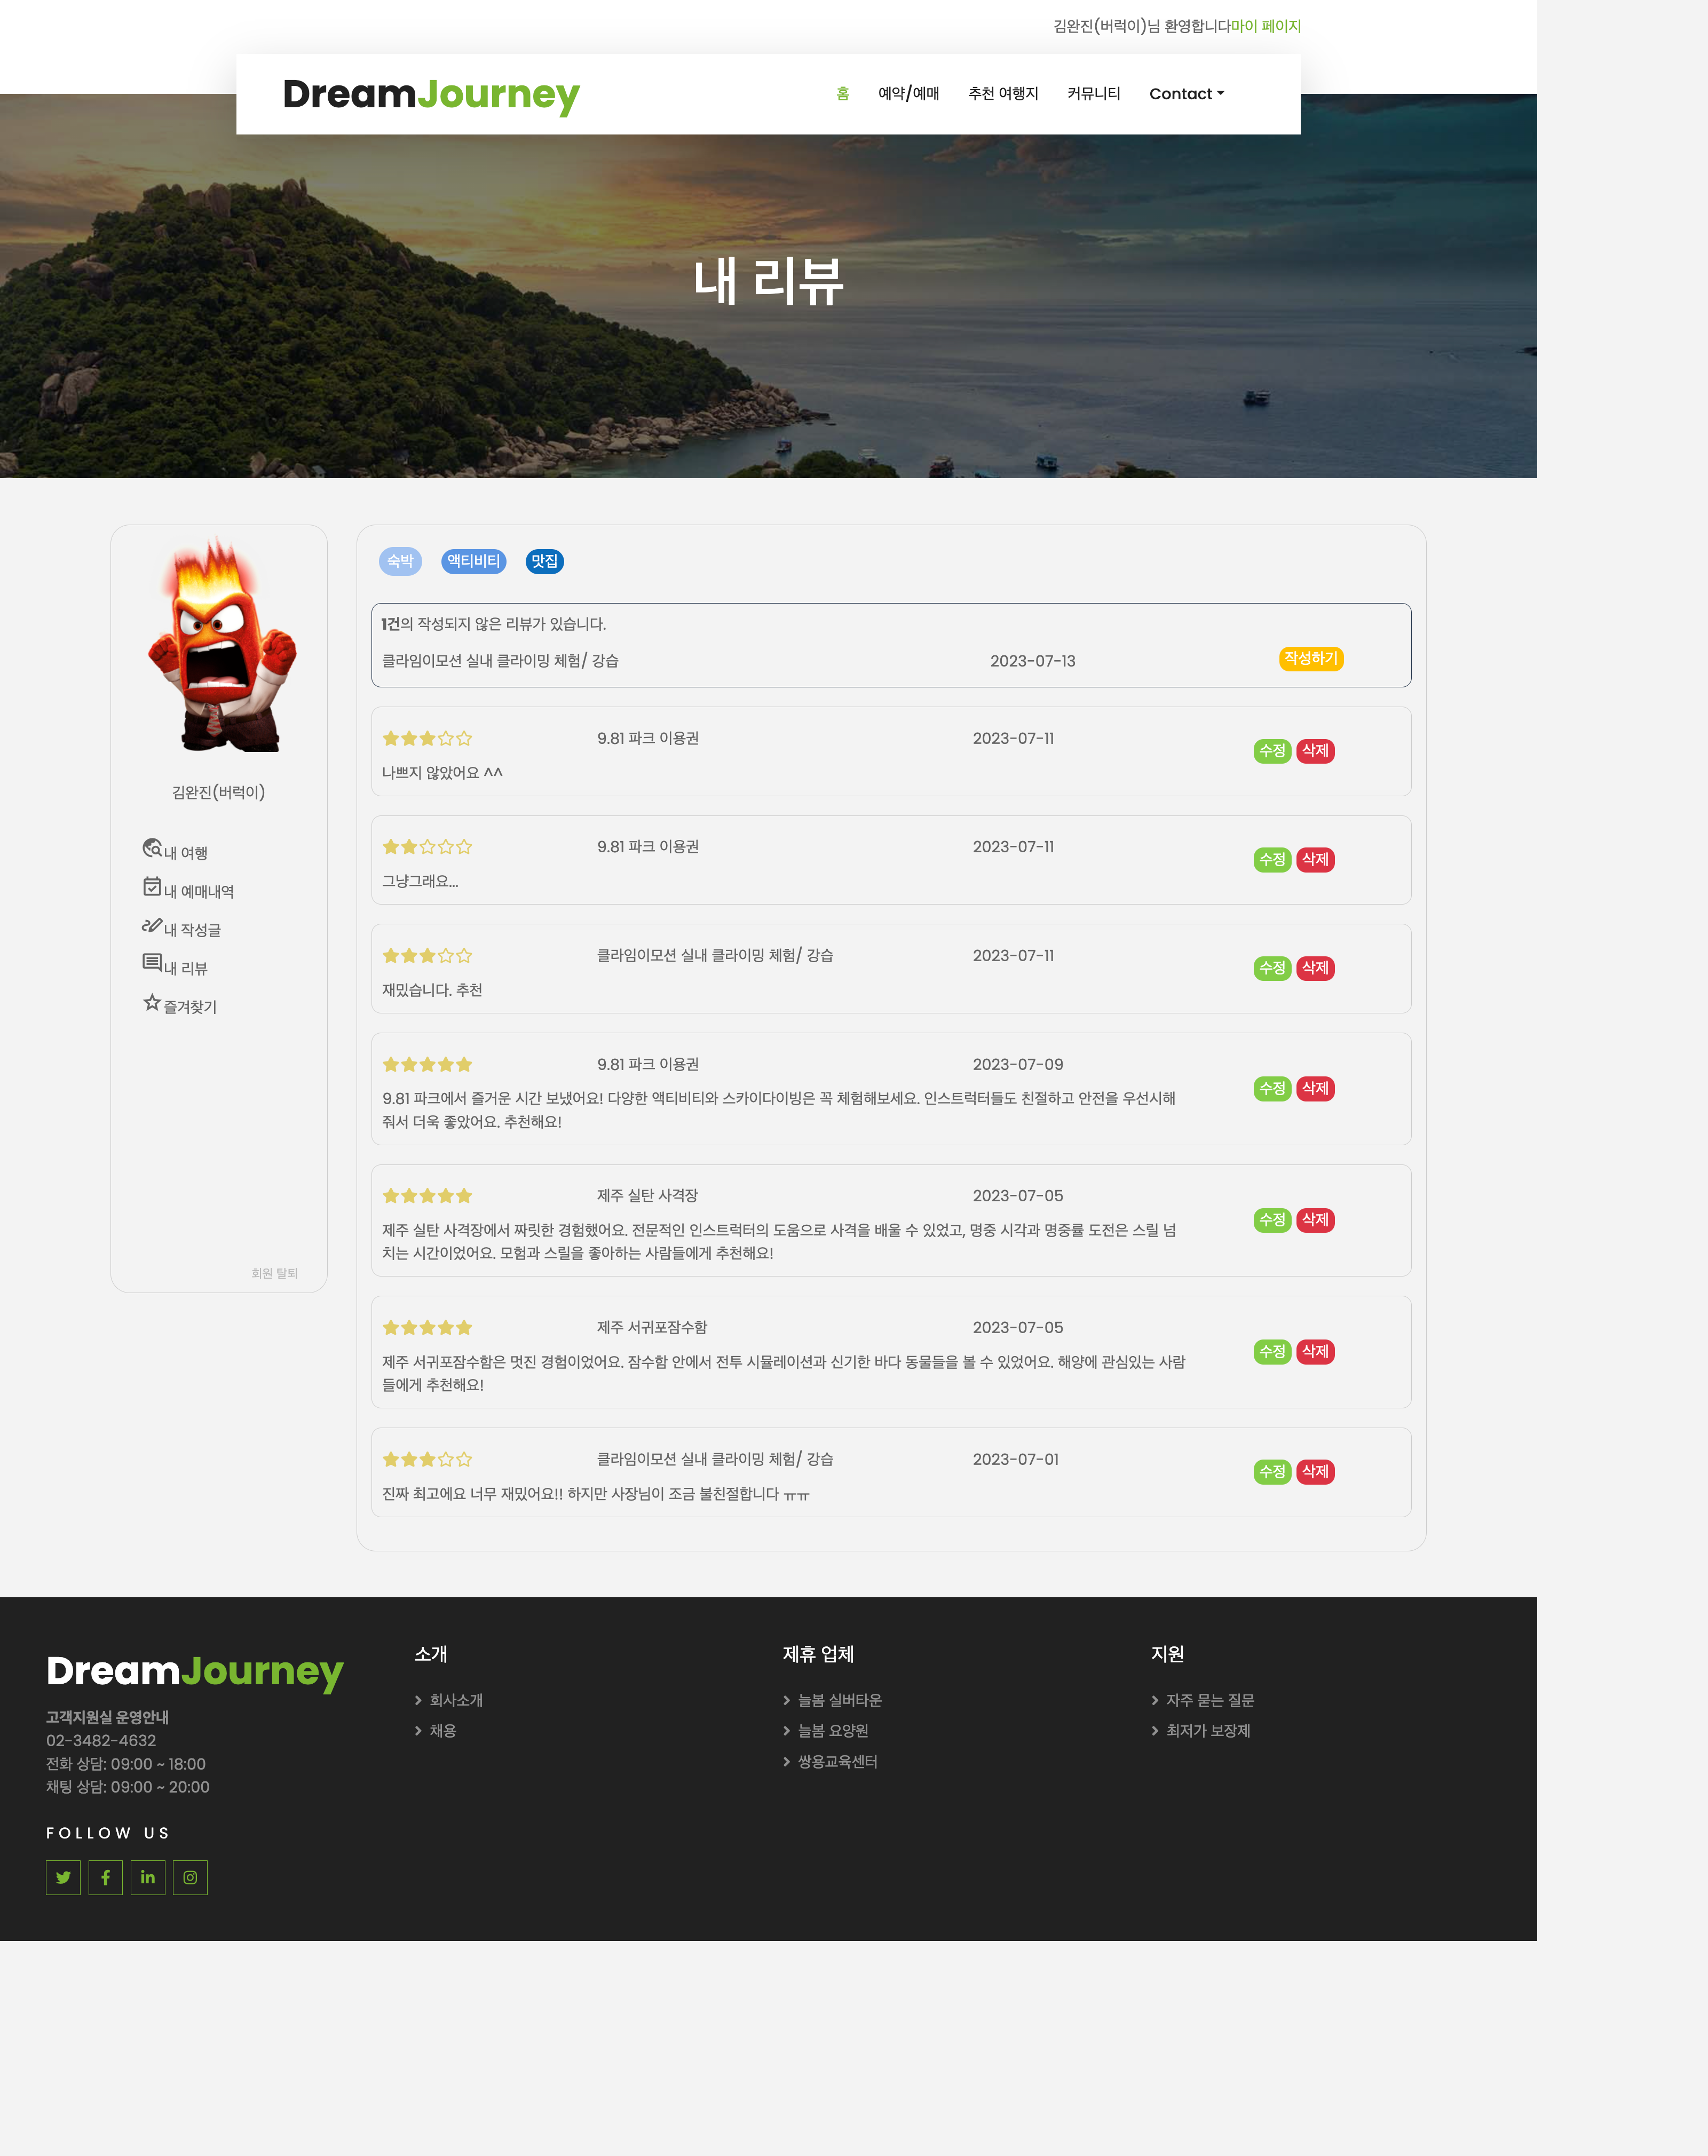 김완진(버럭이)님 환영합니다마이 페이지
DreamJourney
홈 예약/예매 추천 여행지 커뮤니티 Contact
내 리뷰
김완진(버럭이)
내 여행
내 예매내역
내 작성글
내 리뷰
즐겨찾기
회원 탈퇴
숙박 액티비티 맛집
1건의 작성되지 않은 리뷰가 있습니다.
클라임이모션 실내 클라이밍 체험/ 강습 2023-07-13 작성하기
9.81 파크 이용권 2023-07-11 수정 삭제
나쁘지 않았어요 ^^
9.81 파크 이용권 2023-07-11 수정 삭제
그냥그래요...
클라임이모션 실내 클라이밍 체험/ 강습 2023-07-11 수정 삭제
재밌습니다. 추천
9.81 파크 이용권 2023-07-09 수정 삭제
9.81 파크에서 즐거운 시간 보냈어요! 다양한 액티비티와 스카이다이빙은 꼭 체험해보세요. 인스트럭터들도 친절하고 안전을 우선시해
줘서 더욱 좋았어요. 추천해요!
제주 실탄 사격장 2023-07-05 수정 삭제
제주 실탄 사격장에서 짜릿한 경험했어요. 전문적인 인스트럭터의 도움으로 사격을 배울 수 있었고, 명중 시각과 명중률 도전은 스릴 넘
치는 시간이었어요. 모험과 스릴을 좋아하는 사람들에게 추천해요!
제주 서귀포잠수함 2023-07-05 수정 삭제
제주 서귀포잠수함은 멋진 경험이었어요. 잠수함 안에서 전투 시뮬레이션과 신기한 바다 동물들을 볼 수 있었어요. 해양에 관심있는 사람
들에게 추천해요!
클라임이모션 실내 클라이밍 체험/ 강습 2023-07-01 수정 삭제
진짜 최고에요 너무 재밌어요!! 하지만 사장님이 조금 불친절합니다 ㅠㅠ
DreamJourney
고객지원실 운영안내
02-3482-4632
전화 상담: 09:00 ~ 18:00
채팅 상담: 09:00 ~ 20:00
FOLLOW US
소개
회사소개
채용
제휴 업체
늘봄 실버타운
늘봄 요양원
쌍용교육센터
지원
자주 묻는 질문
최저가 보장제